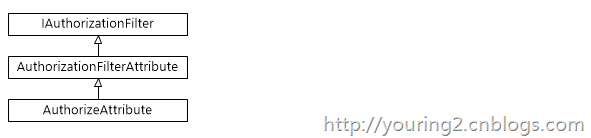 IAuthorizationFilter
AuthorizationFilterAttribute
AuthorizeAttribute
http://youring2.cnblogs.com